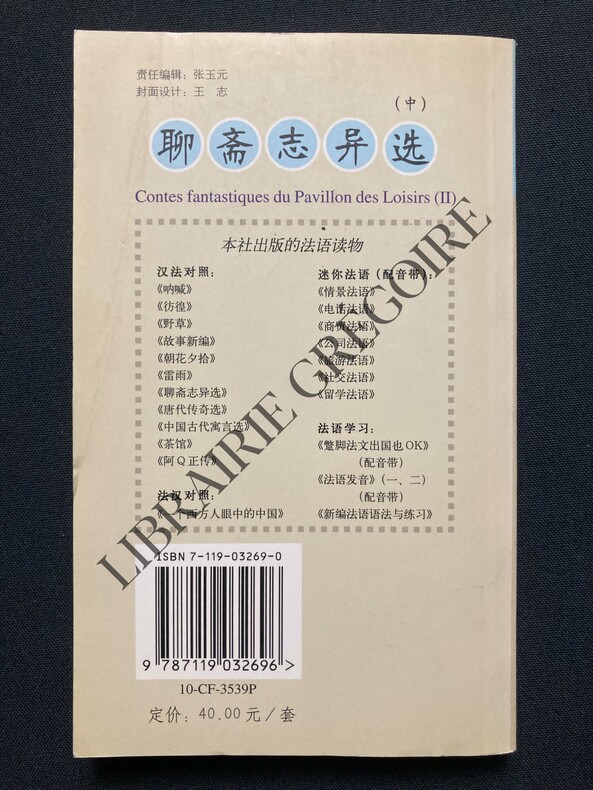 责任编辑：张玉元
封面设计：王 志
（中）
聊斋志异选
Contes fantastiques du Pavillon des Loisirs (II)
本社出版的法语读物
汉法对照：
《呐喊》
《彷徨》
《野草》
《故事新编》
《朝花夕拾》
《雷雨》
《聊斋志异选》
《唐代传奇选》
《中国古代寓言选》
《茶馆》
《阿Q正传》
法汉对照：
《一个西方人眼中的中国》
迷你法语（配音带）：
《情景法语》
《电话法语》
《商贸法语》
《公司法语》
《旅游法语》
《社交法语》
《留学法语》
法语学习：
《蹩脚法文出国也OK》
（配音带）
《法语发音》（一、二）
（配音带）
《新编法语语法与练习》
LIBRAIRIE GREGOIRE
ISBN 7-119-03269-0
9 787119 032696 >
10-CF-3539P
定价：40.00元/套